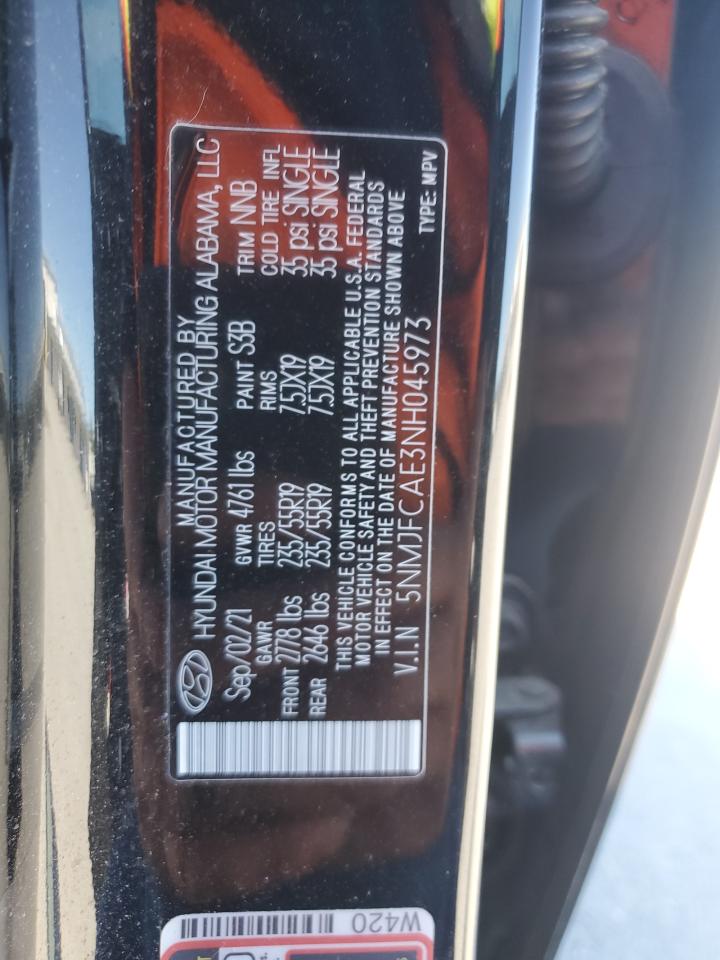 MANUFACTURED BY
HYUNDAI MOTOR MANUFACTURING ALABAMA, LLC
Sep/02/21 GVWR 4761 lbs PAINT S3B TRIM NNB
GAWR TIRES RIMS COLD TIRE INFL
FRONT 2778 lbs 235/55R19 7.5JX19 35 psi SINGLE
REAR 2646 lbs 235/55R19 7.5JX19 35 psi SINGLE
THIS VEHICLE CONFORMS TO ALL APPLICABLE U.S.A. FEDERAL
MOTOR VEHICLE SAFETY AND THEFT PREVENTION STANDARDS
IN EFFECT ON THE DATE OF MANUFACTURE SHOWN ABOVE
V.I.N 5NMJFCAE3NH045973 TYPE: MPV
W420